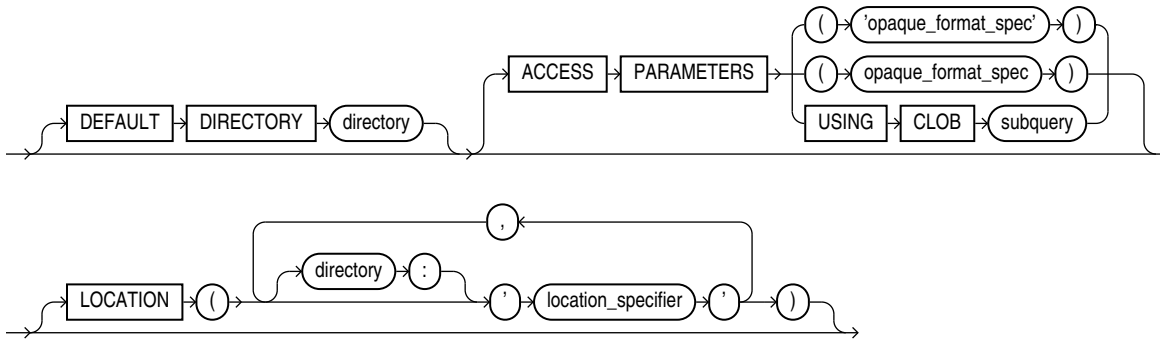 ( 'opaque_format_spec' )
ACCESS PARAMETERS ( opaque_format_spec )
DEFAULT DIRECTORY directory USING CLOB subquery
,
directory :
LOCATION ( ' location_specifier ' )